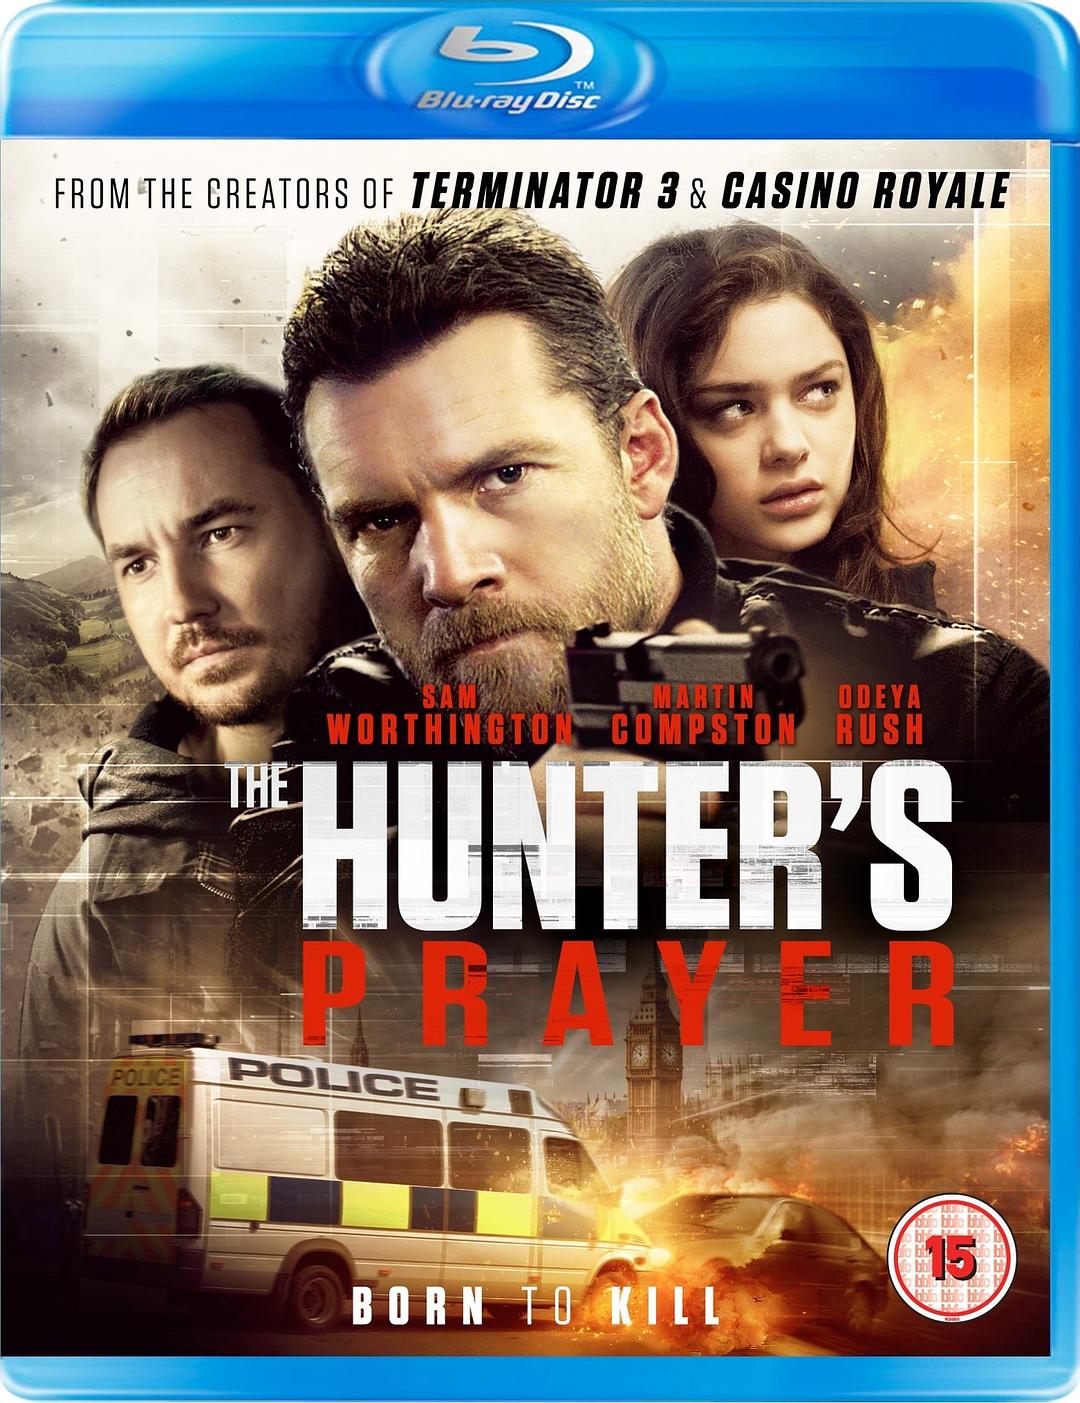 Blu-ray Disc™
FROM THE CREATORS OF TERMINATOR 3 & CASINO ROYALE
SAM WORTHINGTON
MARTIN COMPSTON
ODEYA RUSH
THE HUNTER'S
PRAYER
POLICE
POLICE
BORN TO KILL
15